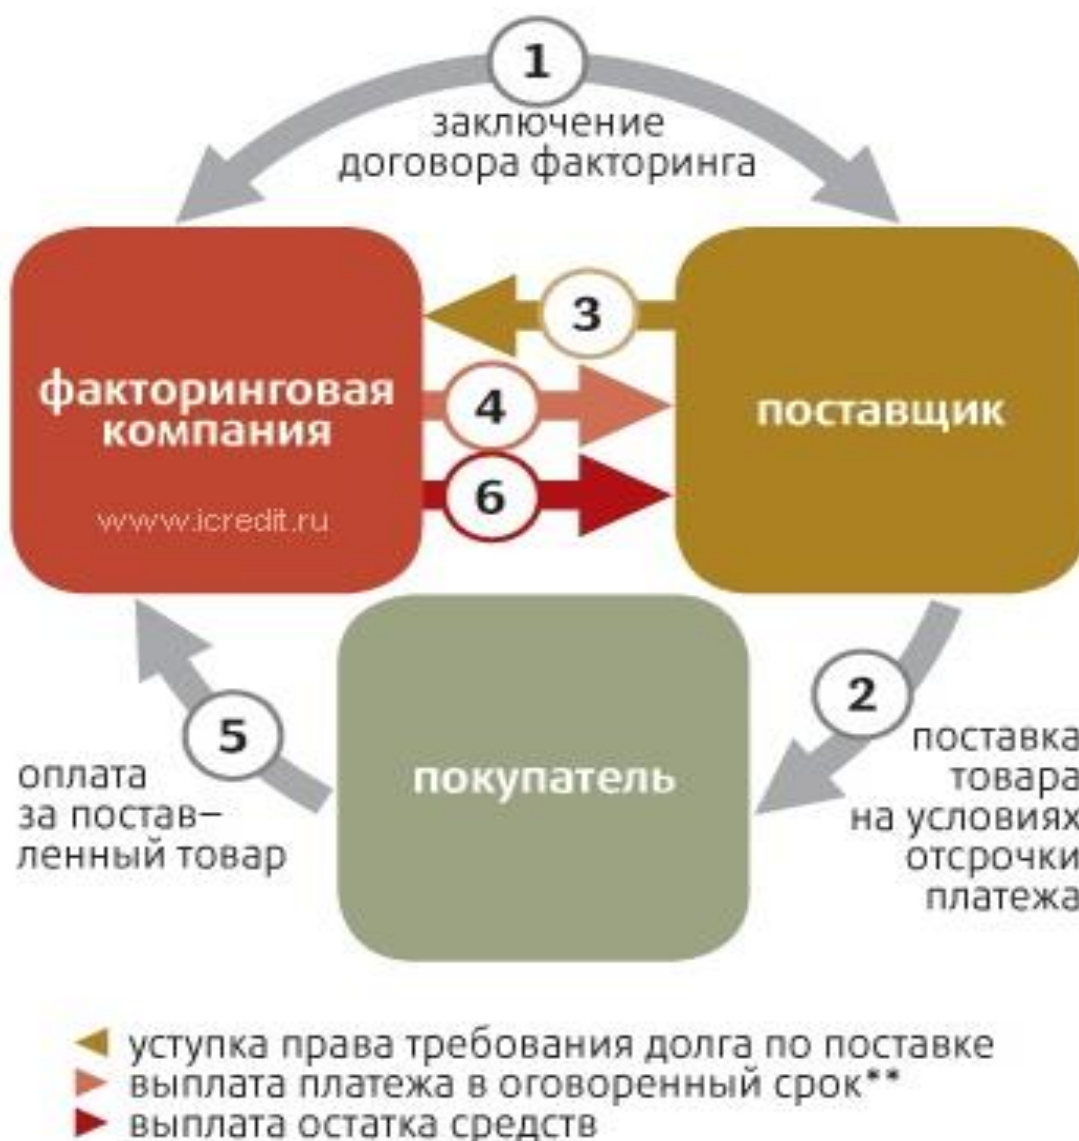 1
заключение
договора факторинга
3
факторинговая
компания
4
поставщик
6
www.icredit.ru
2
5
поставка
товара
на условиях
отсрочки
платежа
покупатель
оплата
за постав–
ленный товар
уступка права требования долга по поставке
выплата платежа в оговоренный срок**
выплата остатка средств